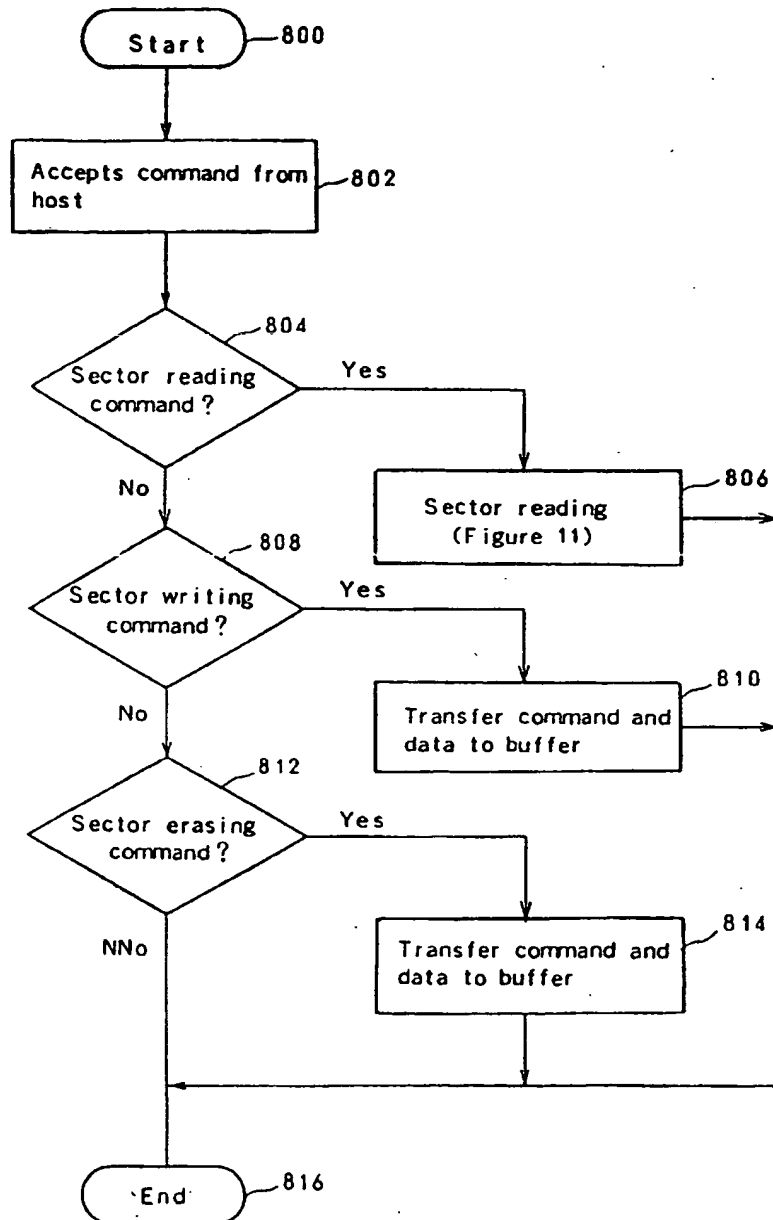 Start
800
Accepts command from
host
802
804
Sector reading
command?
Yes
No
806
Sector reading
(Figure 11)
808
Sector writing
command?
Yes
No
810
Transfer command and
data to buffer
812
Sector erasing
command?
Yes
NNo
814
Transfer command and
data to buffer
End
816